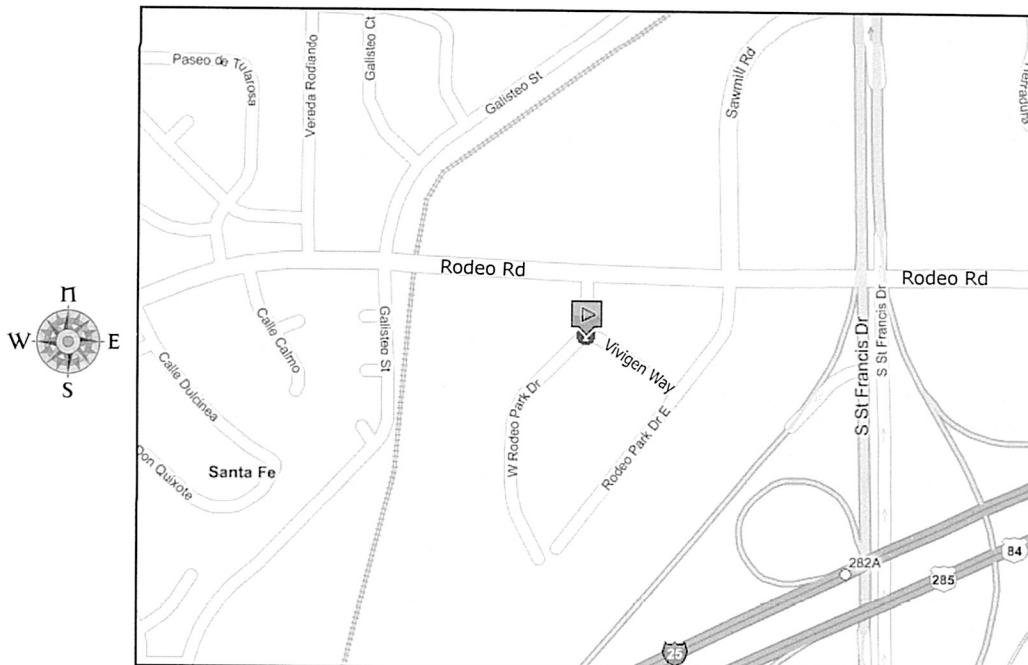 Paseo de Tularosa
Vereda Rodiando
Galisteo Ct
Galisteo St
Sawmill Rd
Herradura
Rodeo Rd
Rodeo Rd
N
W
E
S
Calle Calmo
Galisteo St
Vivigen Way
S St Francis Dr
S St Francis Dr
Calle Dulcinea
W Rodeo Park Dr
Rodeo Park Dr E
Don Quixote
Santa Fe
282A
84
285
25